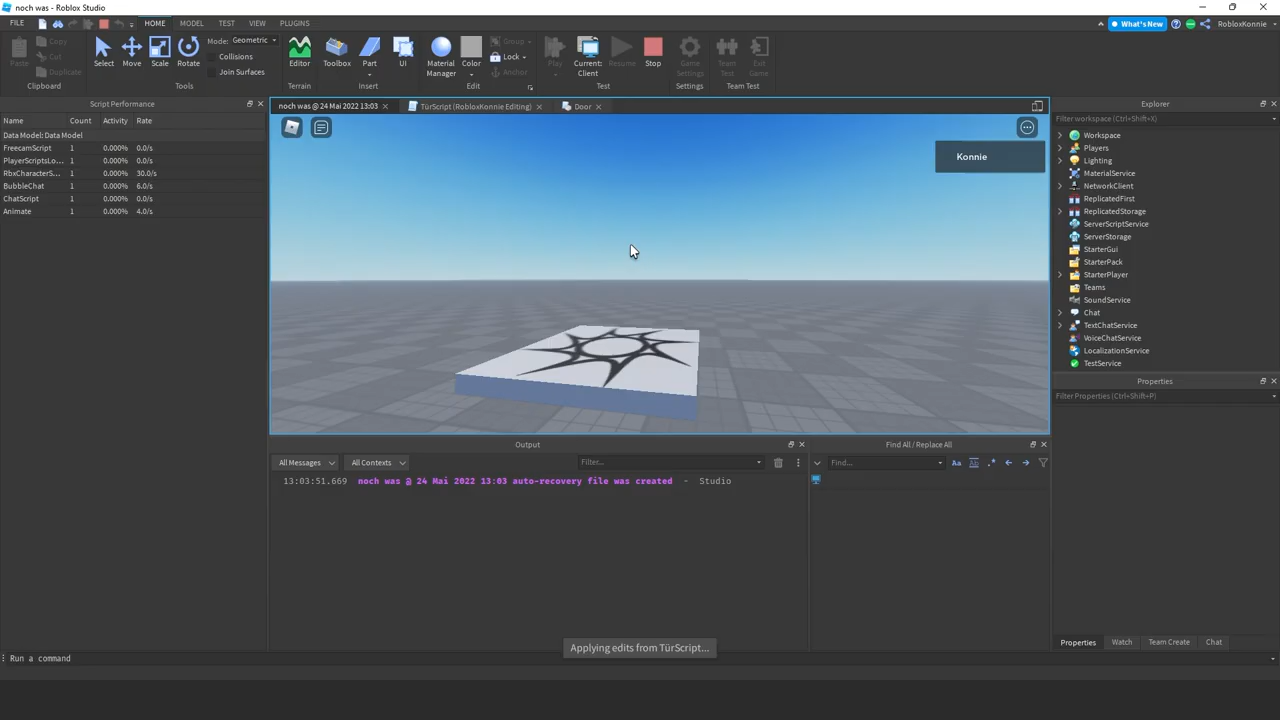 noch was - Roblox Studio
FILE HOME MODEL TEST VIEW PLUGINS What's New RobloxKonnie
Paste Copy Cut Duplicate Clipboard
Select Move Scale Rotate Mode: Geometric Collisions Join Surfaces Tools
Editor Terrain
Toolbox Part UI Insert
Material Manager Color Group Lock Anchor Edit
Play Current: Client Resume Stop Test
Game Settings Settings
Team Test Exit Game Team Test
Script Performance
Name Count Activity Rate
Data Model: Data Model
FreecamScript 1 0.000% 0.0/s
PlayerScriptsLo... 1 0.000% 0.0/s
RbxCharacterS... 1 0.000% 30.0/s
BubbleChat 1 0.000% 6.0/s
ChatScript 1 0.000% 0.0/s
Animate 1 0.000% 4.0/s
noch was @ 24 Mai 2022 13:03 TürScript (RobloxKonnie Editing) Door
Konnie
Explorer
Filter workspace (Ctrl+Shift+X)
Workspace
Players
Lighting
MaterialService
NetworkClient
ReplicatedFirst
ReplicatedStorage
ServerScriptService
ServerStorage
StarterGui
StarterPack
StarterPlayer
Teams
SoundService
Chat
TextChatService
VoiceChatService
LocalizationService
TestService
Properties
Filter Properties (Ctrl+Shift+P)
Output
All Messages All Contexts Filter...
13:03:51.669 noch was @ 24 Mai 2022 13:03 auto-recovery file was created - Studio
Find All / Replace All
Find... Aa Ab .*
Applying edits from TürScript...
Properties Watch Team Create Chat
Run a command